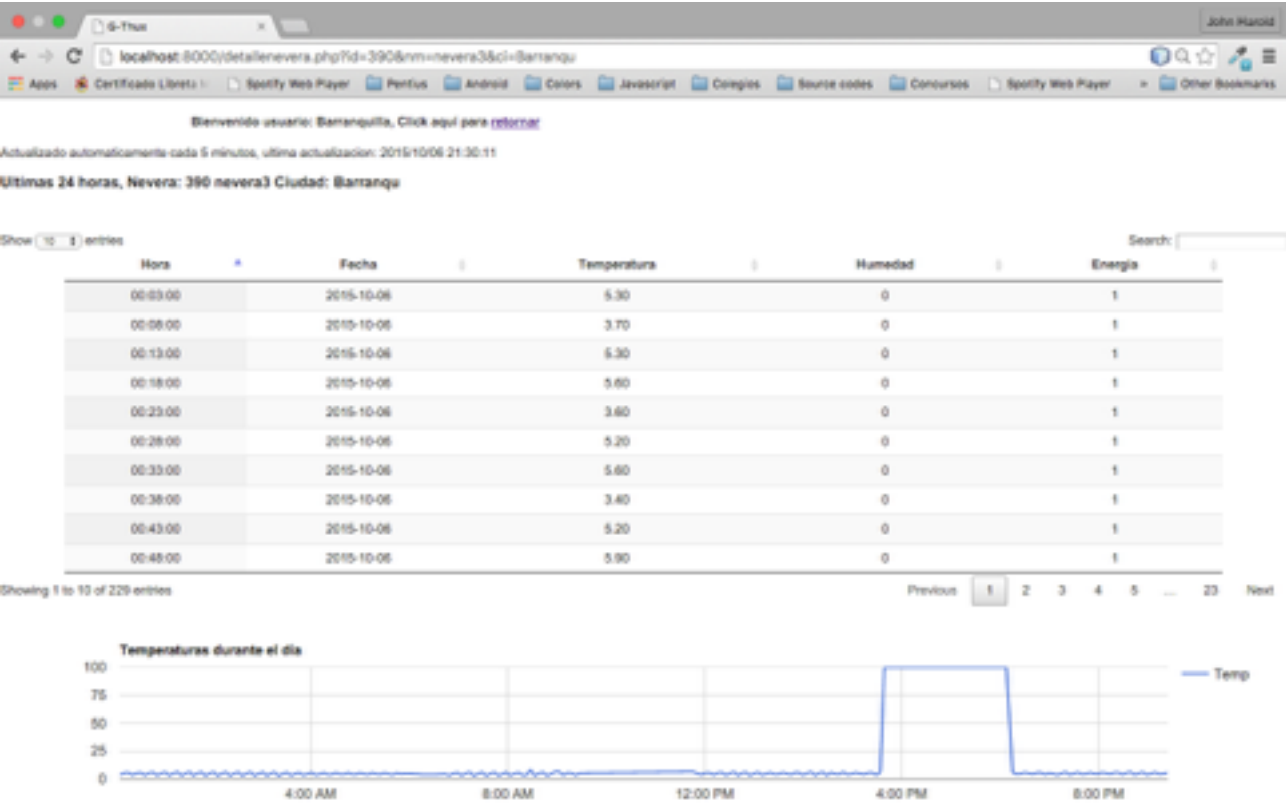 G-Thux
John Harold
localhost:8000/detallenevera.php?id=390&nm=nevera3&ci=Barranqu
Apps Certificado Libreta Spotify Web Player Pentius Android Colors Javascript Colegios Source codes Concursos Spotify Web Player » Other Bookmarks
Bienvenido usuario: Barranquilla, Click aquí para retornar
Actualizado automaticamente cada 5 minutos, ultima actualizacion: 2015/10/06 21:30:11
Ultimas 24 horas, Nevera: 390 nevera3 Ciudad: Barranqu
Show 10 entries Search:
Hora Fecha Temperatura Humedad Energia
00:03:00 2015-10-06 5.30 0 1
00:08:00 2015-10-06 3.70 0 1
00:13:00 2015-10-06 5.30 0 1
00:18:00 2015-10-06 5.60 0 1
00:23:00 2015-10-06 3.60 0 1
00:28:00 2015-10-06 5.20 0 1
00:33:00 2015-10-06 5.60 0 1
00:38:00 2015-10-06 3.40 0 1
00:43:00 2015-10-06 5.20 0 1
00:48:00 2015-10-06 5.90 0 1
Showing 1 to 10 of 229 entries Previous 1 2 3 4 5 ... 23 Next
Temperaturas durante el día
100
75
50
25
0
Temp
4:00 AM 8:00 AM 12:00 PM 4:00 PM 8:00 PM